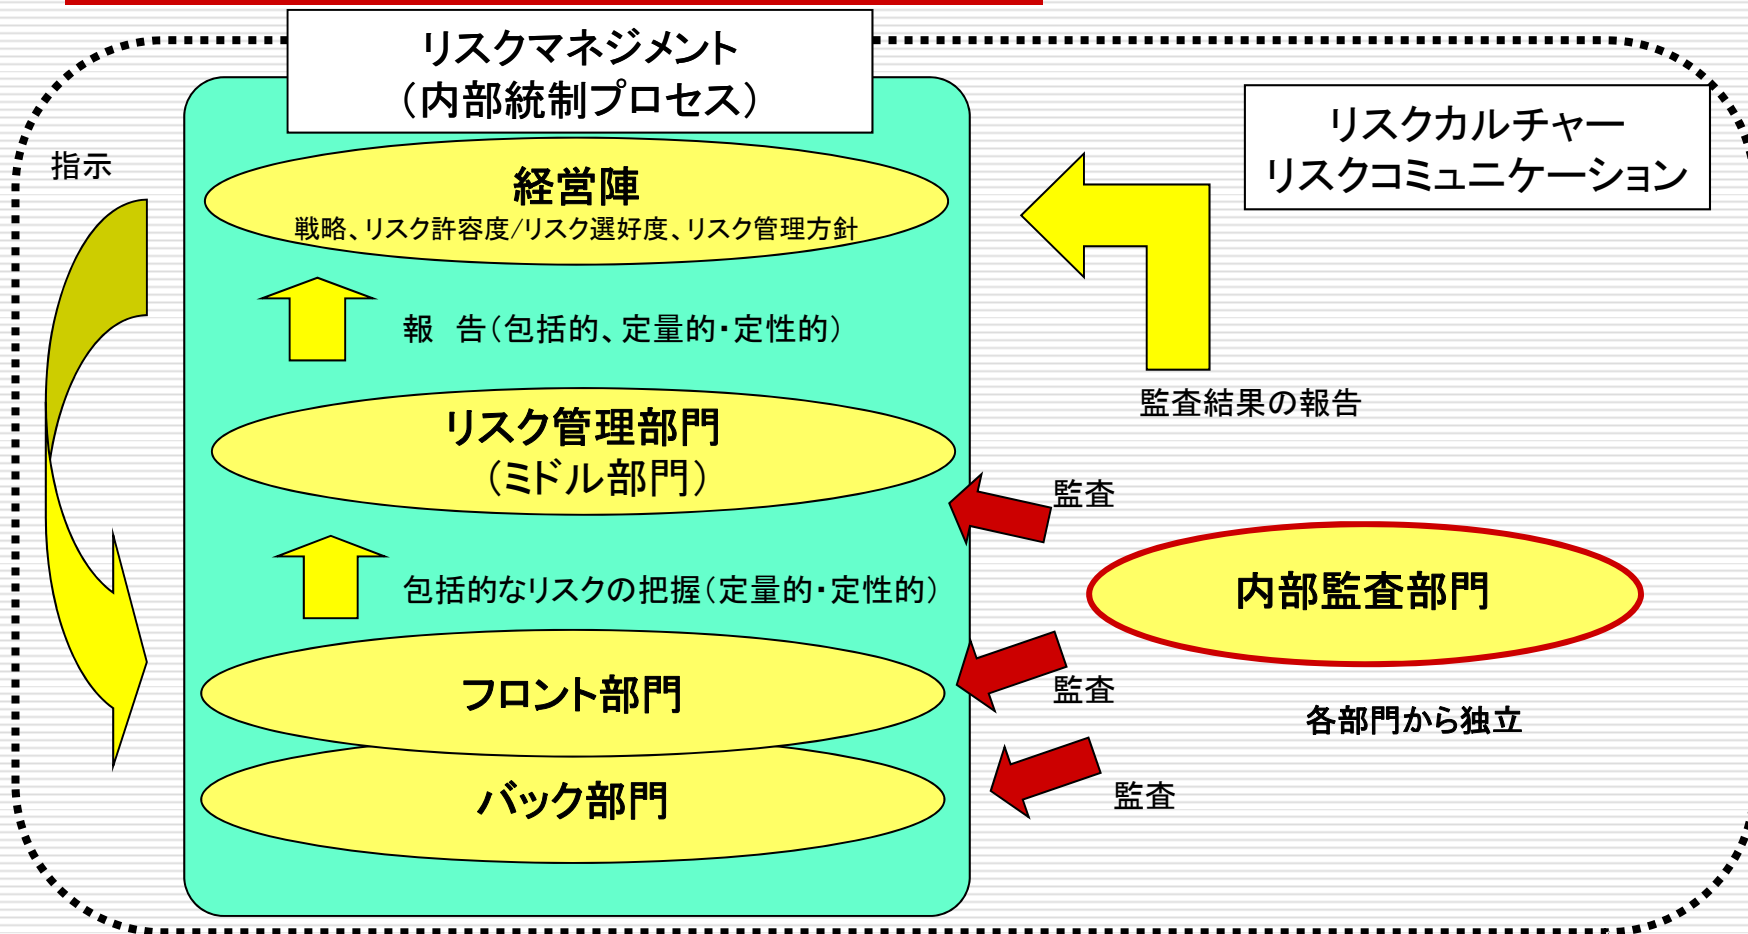 リスクマネジメント
（内部統制プロセス）
リスクカルチャー
リスクコミュニケーション
指示
経営陣
戦略、リスク許容度/リスク選好度、リスク管理方針
報　告（包括的、定量的・定性的）
監査結果の報告
リスク管理部門
（ミドル部門）
監査
包括的なリスクの把握（定量的・定性的）
内部監査部門
フロント部門
監査
各部門から独立
バック部門
監査